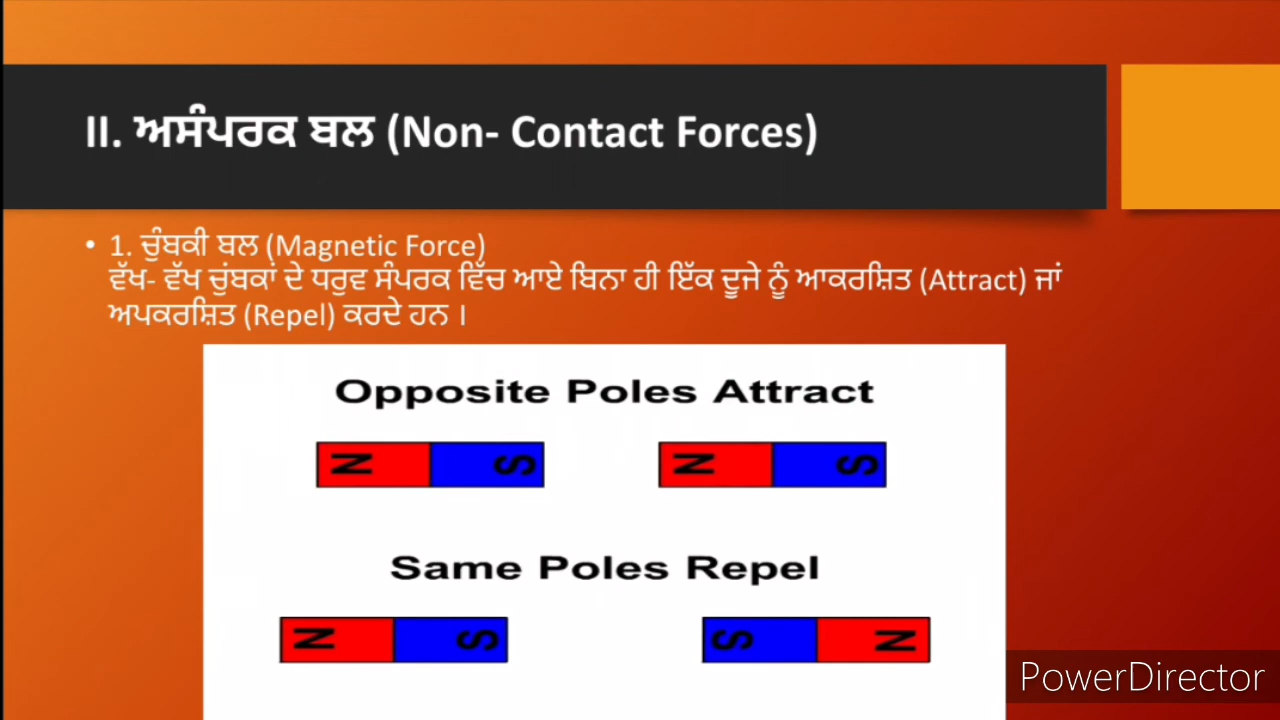 II. ਅਸੰਪਰਕ ਬਲ (Non- Contact Forces)
• 1. ਚੁੰਬਕੀ ਬਲ (Magnetic Force)
ਵੱਖ- ਵੱਖ ਚੁੰਬਕਾਂ ਦੇ ਧਰੁਵ ਸੰਪਰਕ ਵਿੱਚ ਆਏ ਬਿਨਾ ਹੀ ਇੱਕ ਦੂਜੇ ਨੂੰ ਆਕਰਸ਼ਿਤ (Attract) ਜਾਂ
ਅਪਕਰਸ਼ਿਤ (Repel) ਕਰਦੇ ਹਨ ।
Opposite Poles Attract
N S N S
Same Poles Repel
N S S N
PowerDirector